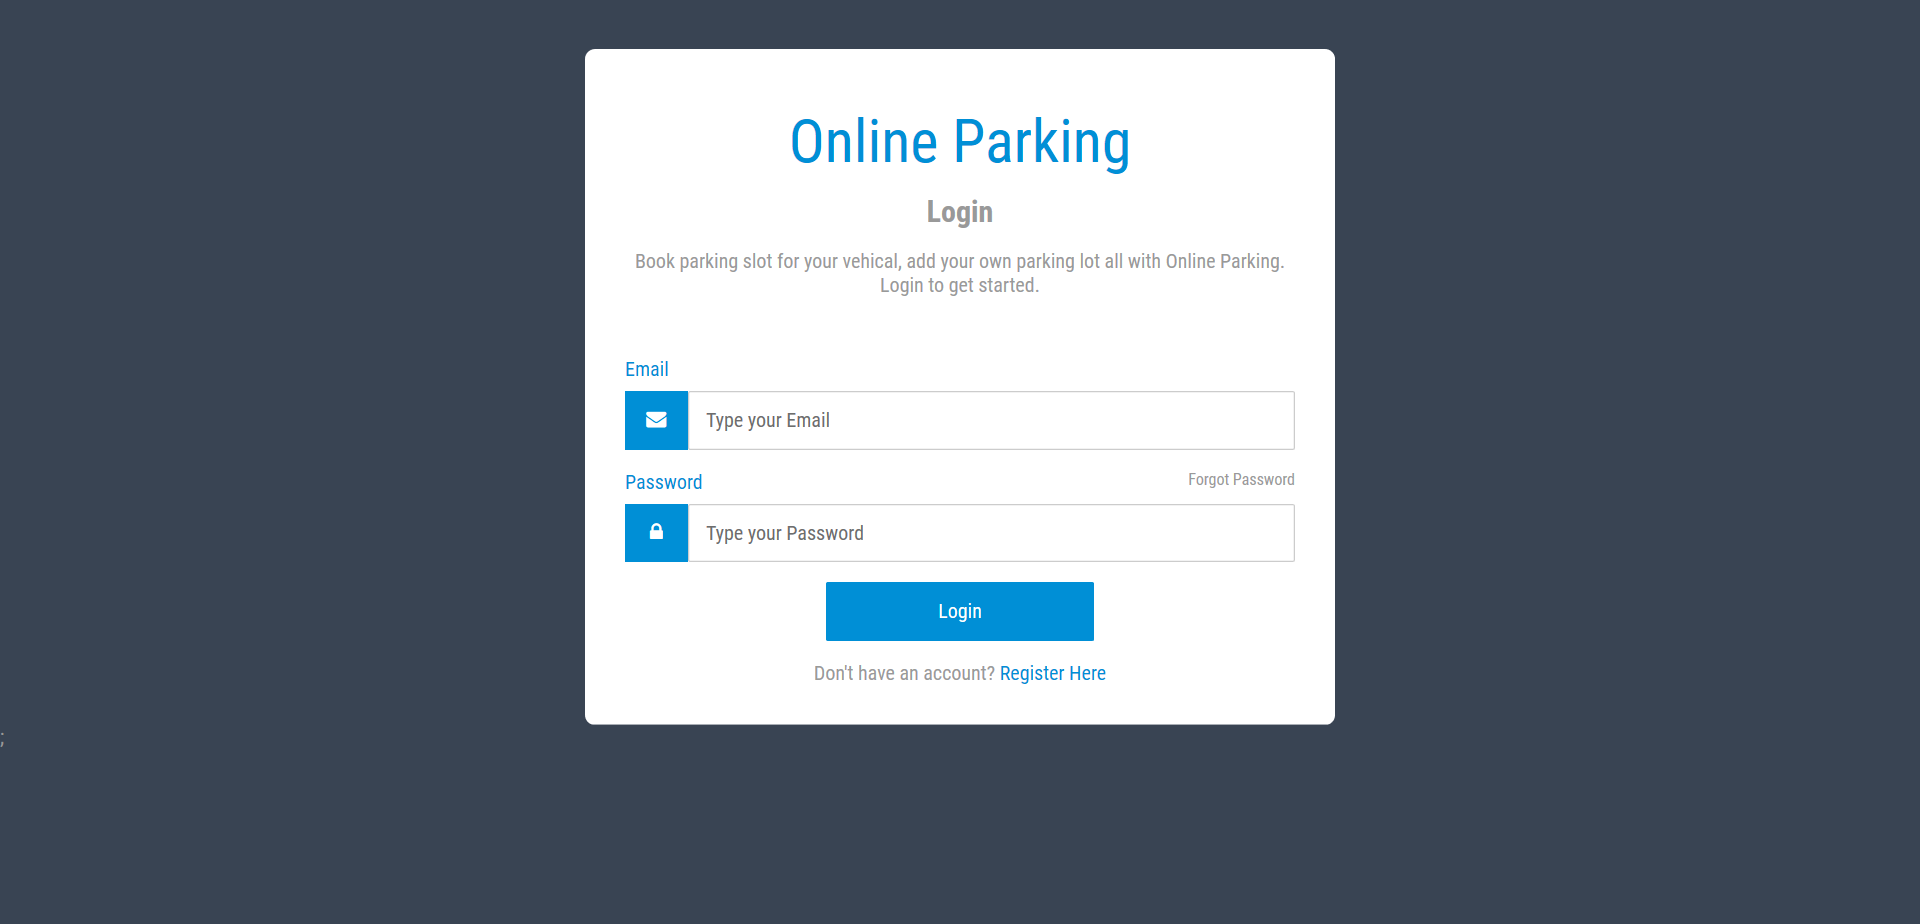 Online Parking
Login
Book parking slot for your vehical, add your own parking lot all with Online Parking.
Login to get started.
Email
Type your Email
Password
Forgot Password
Type your Password
Login
Don't have an account? Register Here
;